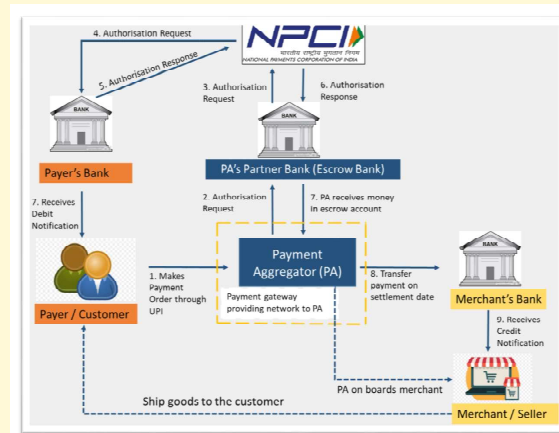 4. Authorisation Request
NPCI
भारतीय राष्ट्रीय भुगतान निगम
NATIONAL PAYMENTS CORPORATION OF INDIA
5. Authorisation Response
3. Authorisation
Request
6. Authorisation
Response
BANK
Payer's Bank
BANK
PA's Partner Bank (Escrow Bank)
7. Receives
Debit
Notification
2. Authorisation
Request
7. PA receives money
in escrow account
BANK
Payment
Aggregator (PA)
1. Makes
Payment
Order through
UPI
8. Transfer
payment on
settlement date
Payment gateway
providing network to PA
Payer / Customer
Merchant's Bank
9. Receives
Credit
Notification
PA on boards merchant
Ship goods to the customer
Merchant / Seller